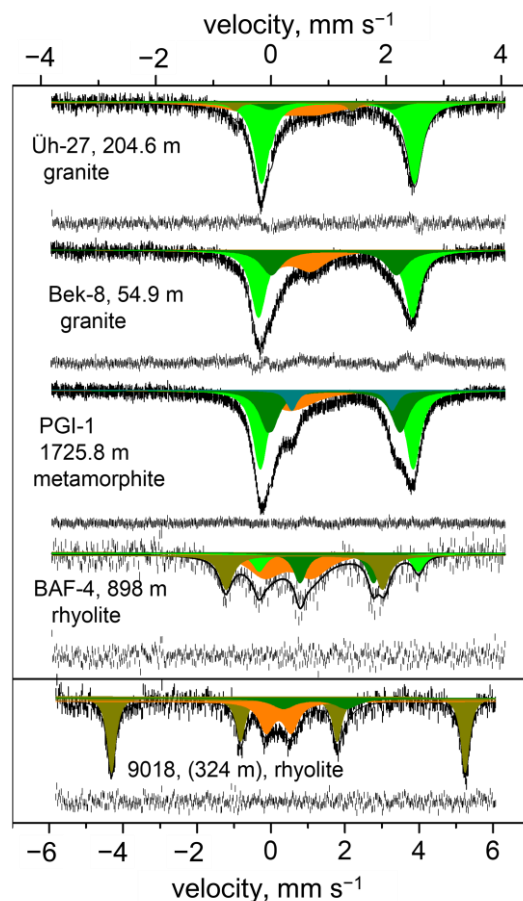 velocity, mm s⁻¹
−4 −2 0 2 4
Üh-27, 204.6 m
granite
Bek-8, 54.9 m
granite
PGI-1
1725.8 m
metamorphite
BAF-4, 898 m
rhyolite
9018, (324 m), rhyolite
−6 −4 −2 0 2 4 6
velocity, mm s⁻¹